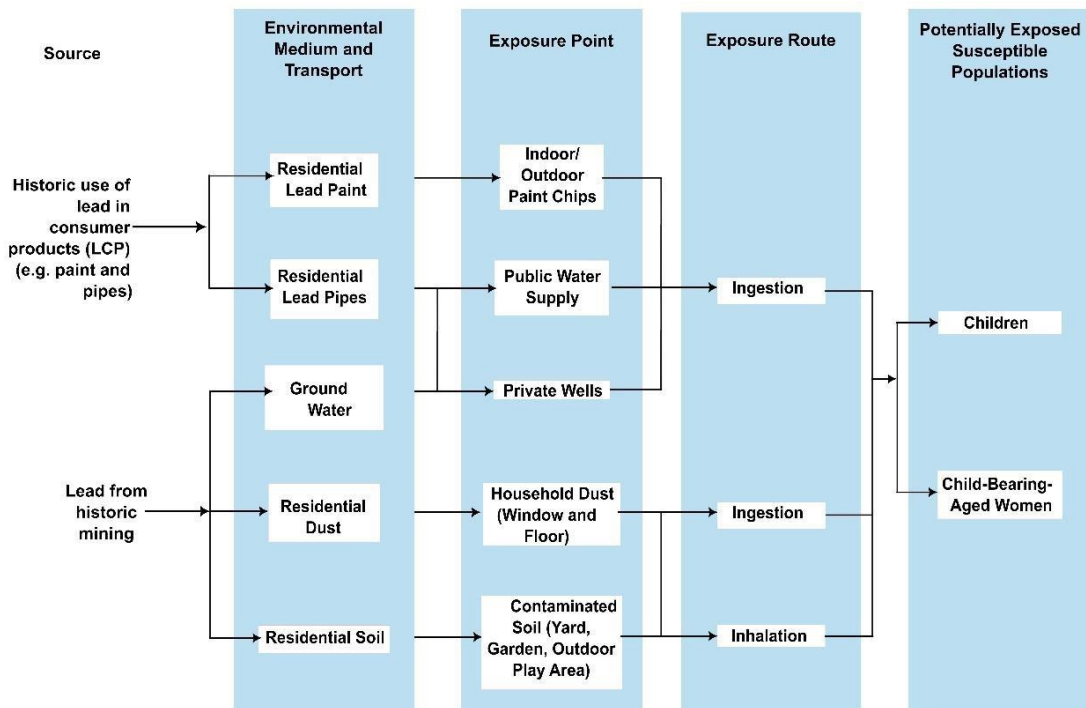 Source
Environmental
Medium and
Transport
Exposure Point
Exposure Route
Potentially Exposed
Susceptible
Populations
Historic use of
lead in
consumer
products (LCP)
(e.g. paint and
pipes)
Residential
Lead Paint
Indoor/
Outdoor
Paint Chips
Residential
Lead Pipes
Public Water
Supply
Ingestion
Children
Ground
Water
Private Wells
Lead from
historic
mining
Residential
Dust
Household Dust
(Window and
Floor)
Ingestion
Child-Bearing-
Aged Women
Residential Soil
Contaminated
Soil (Yard,
Garden, Outdoor
Play Area)
Inhalation